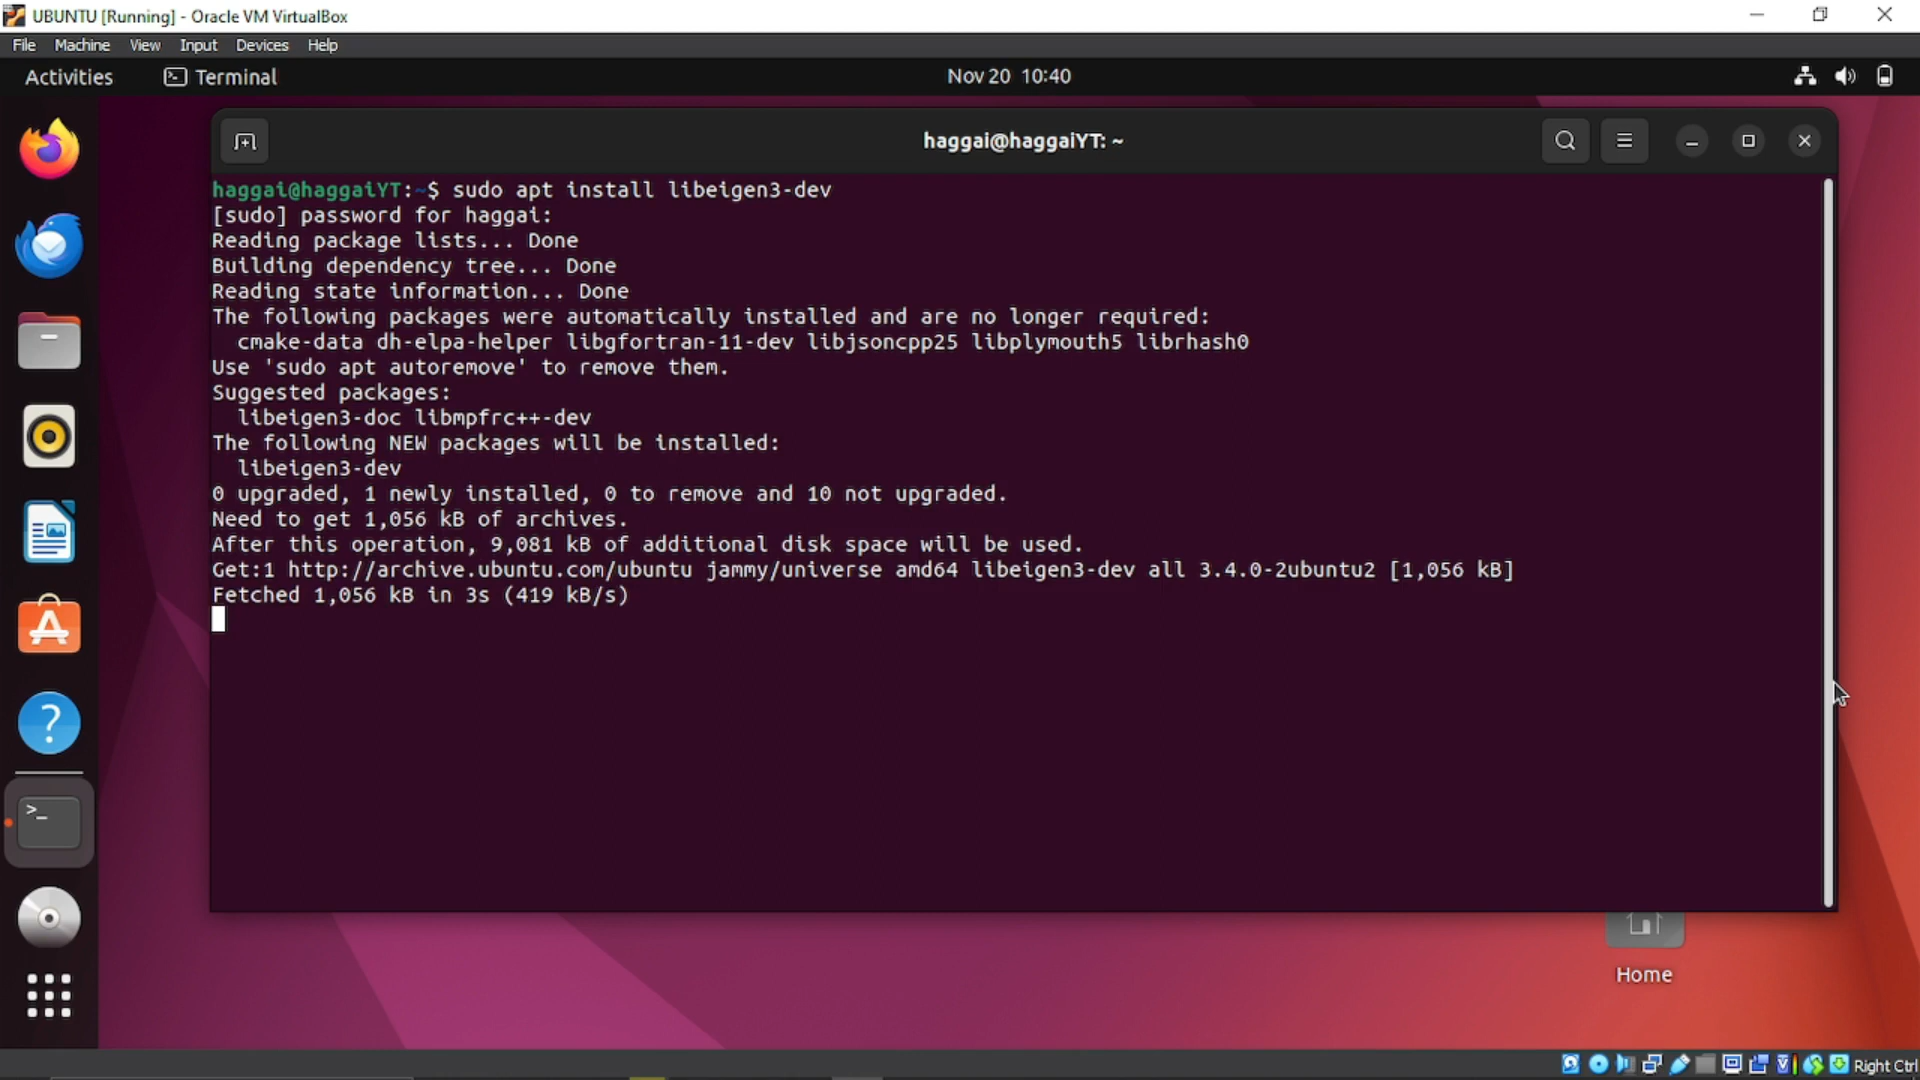 UBUNTU [Running] - Oracle VM VirtualBox
File Machine View Input Devices Help
Activities Terminal Nov 20 10:40
haggai@haggaiYT: ~
haggai@haggaiYT:~$ sudo apt install libeigen3-dev
[sudo] password for haggai:
Reading package lists... Done
Building dependency tree... Done
Reading state information... Done
The following packages were automatically installed and are no longer required:
cmake-data dh-elpa-helper libgfortran-11-dev libjsoncpp25 libplymouth5 librhash0
Use 'sudo apt autoremove' to remove them.
Suggested packages:
libeigen3-doc libmpfrc++-dev
The following NEW packages will be installed:
libeigen3-dev
0 upgraded, 1 newly installed, 0 to remove and 10 not upgraded.
Need to get 1,056 kB of archives.
After this operation, 9,081 kB of additional disk space will be used.
Get:1 http://archive.ubuntu.com/ubuntu jammy/universe amd64 libeigen3-dev all 3.4.0-2ubuntu2 [1,056 kB]
Fetched 1,056 kB in 3s (419 kB/s)
Home
Right Ctrl